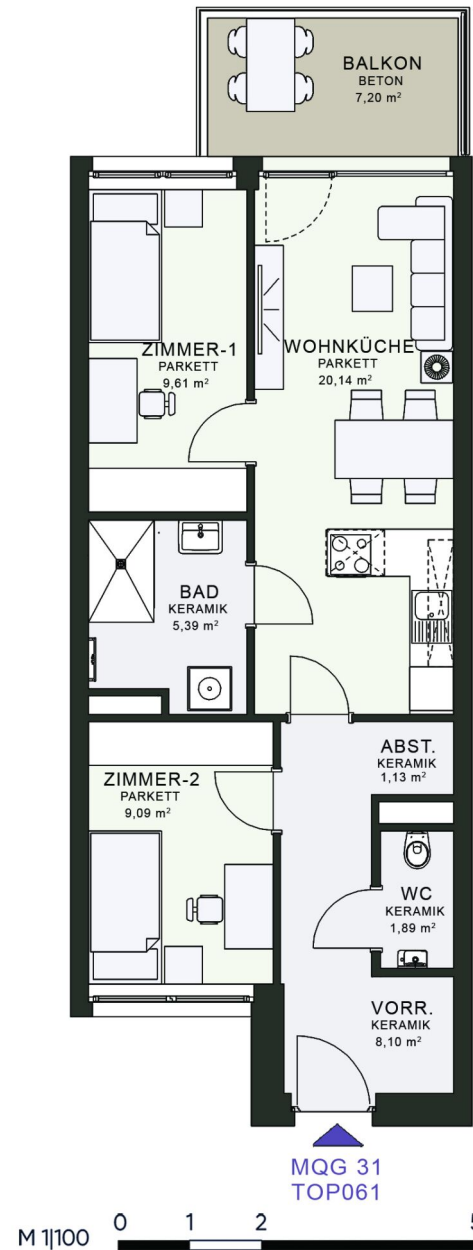 BALKON
BETON
7,20 m²
ZIMMER-1
PARKETT
9,61 m²
WOHNKÜCHE
PARKETT
20,14 m²
BAD
KERAMIK
5,39 m²
ABST.
KERAMIK
1,13 m²
ZIMMER-2
PARKETT
9,09 m²
WC
KERAMIK
1,89 m²
VORR.
KERAMIK
8,10 m²
MQG 31
TOP061
M 1|100
0 1 2 5